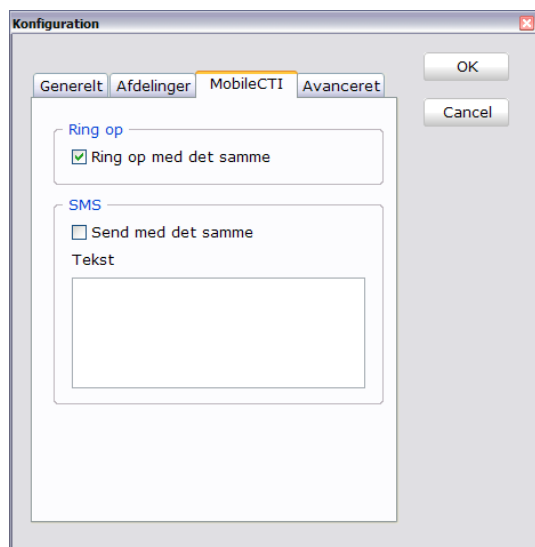 Konfiguration
Generelt Afdelinger MobileCTI Avanceret
OK
Cancel
Ring op
Ring op med det samme
SMS
Send med det samme
Tekst